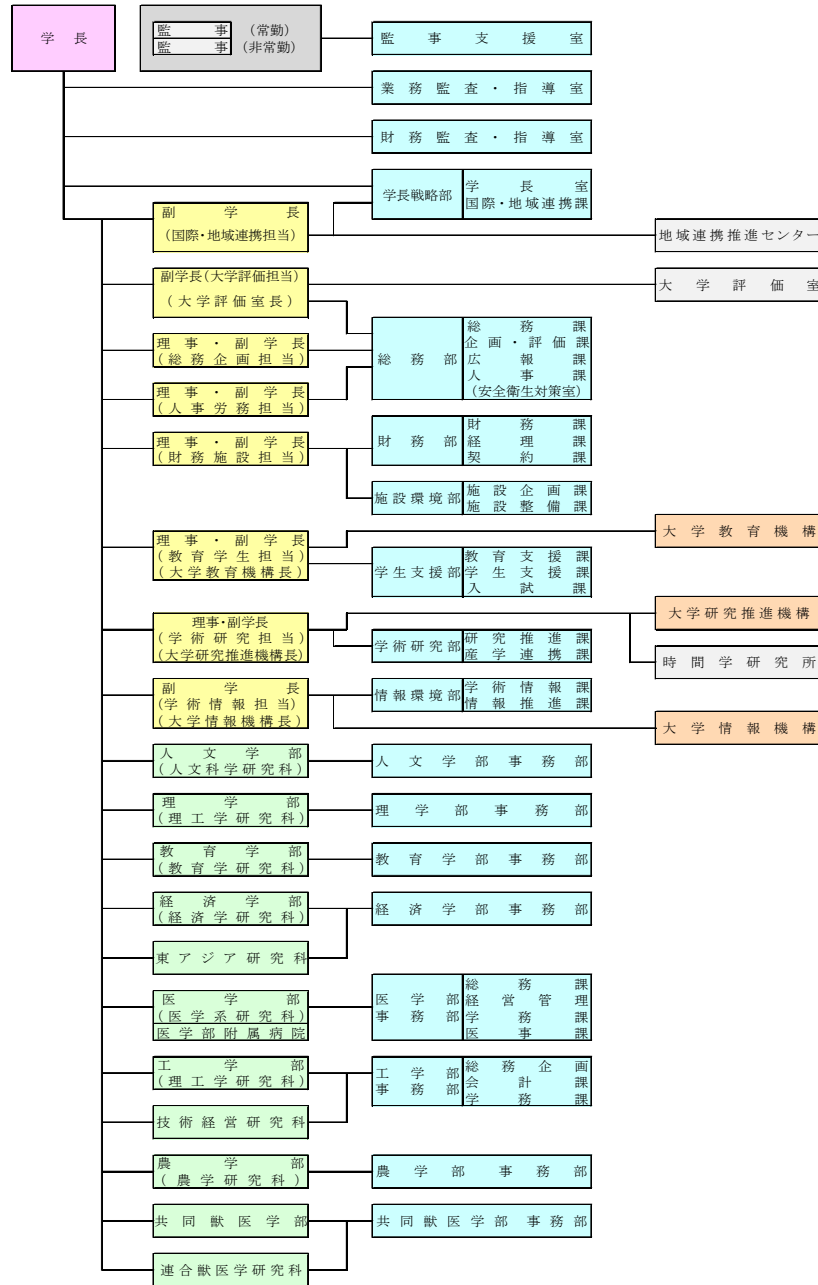 学長
監事 (常勤)
監事 (非常勤)
監事支援室
業務監査・指導室
財務監査・指導室
学長戦略部
学長室
国際・地域連携課
副学長
(国際・地域連携担当)
地域連携推進センター
副学長(大学評価担当)
(大学評価室長)
大学評価室
理事・副学長
(総務企画担当)
総務部
総務課
企画・評価課
広報課
人事課
(安全衛生対策室)
理事・副学長
(人事労務担当)
理事・副学長
(財務施設担当)
財務部
財務課
経理課
契約課
施設環境部
施設企画課
施設整備課
理事・副学長
(教育学生担当)
(大学教育機構長)
大学教育機構
学生支援部
教育支援課
学生支援課
入試課
理事・副学長
(学術研究担当)
(大学研究推進機構長)
大学研究推進機構
学術研究部
研究推進課
産学連携課
時間学研究所
副学長
(学術情報担当)
(大学情報機構長)
情報環境部
学術情報課
情報推進課
大学情報機構
人文学部
(人文科学研究科)
人文学部事務部
理学部
(理工学研究科)
理学部事務部
教育学部
(教育学研究科)
教育学部事務部
経済学部
(経済学研究科)
経済学部事務部
東アジア研究科
医学部
(医学系研究科)
医学部附属病院
医学部
事務部
総務課
経営管理
学務課
医事課
工学部
(理工学研究科)
工学部
事務部
総務企画
会計課
学務課
技術経営研究科
農学部
(農学研究科)
農学部事務部
共同獣医学部
共同獣医学部事務部
連合獣医学研究科